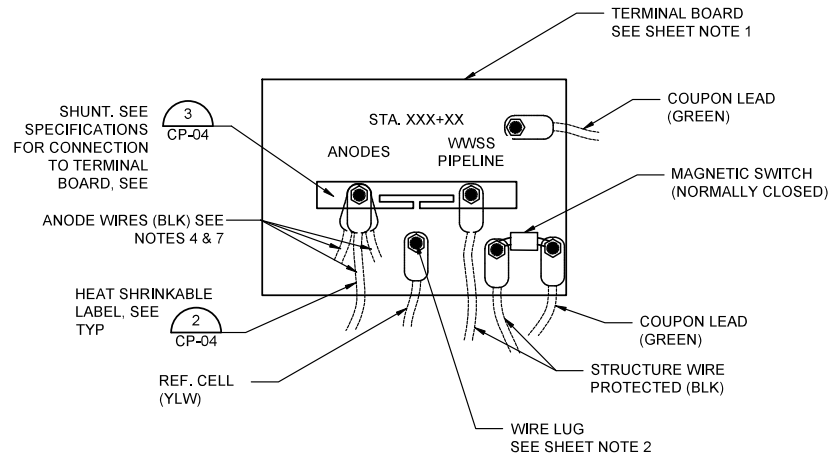 TERMINAL BOARD
SEE SHEET NOTE 1
SHUNT. SEE
SPECIFICATIONS
FOR CONNECTION
TO TERMINAL
BOARD, SEE
3
CP-04
STA. XXX+XX
ANODES
WWSS
PIPELINE
COUPON LEAD
(GREEN)
MAGNETIC SWITCH
(NORMALLY CLOSED)
ANODE WIRES (BLK) SEE
NOTES 4 & 7
HEAT SHRINKABLE
LABEL, SEE
TYP
2
CP-04
REF. CELL
(YLW)
COUPON LEAD
(GREEN)
STRUCTURE WIRE
PROTECTED (BLK)
WIRE LUG
SEE SHEET NOTE 2